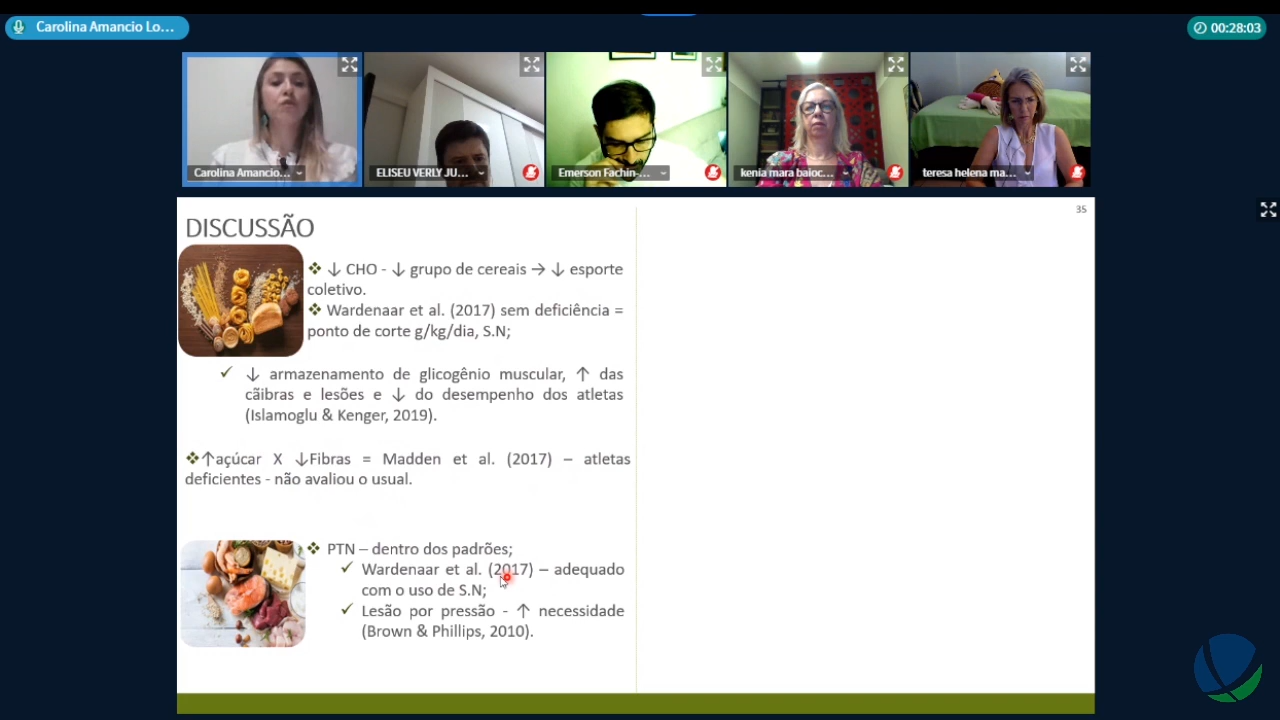 Carolina Amancio Lo...
00:28:03
Carolina Amancio...
ELISEU VERLY JU...
Emerson Fachin-...
kenia mara baioc...
teresa helena ma...
35
DISCUSSÃO
❖ ↓ CHO - ↓ grupo de cereais → ↓ esporte
coletivo.
❖ Wardenaar et al. (2017) sem deficiência =
ponto de corte g/kg/dia, S.N;
✓ ↓ armazenamento de glicogênio muscular, ↑ das
cãibras e lesões e ↓ do desempenho dos atletas
(Islamoglu & Kenger, 2019).
❖↑açúcar X ↓Fibras = Madden et al. (2017) – atletas
deficientes - não avaliou o usual.
❖ PTN – dentro dos padrões;
✓ Wardenaar et al. (2017) – adequado
com o uso de S.N;
✓ Lesão por pressão - ↑ necessidade
(Brown & Phillips, 2010).